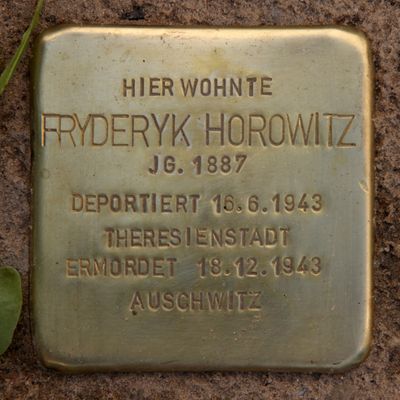 HIER WOHNTE
FRYDERYK HOROWITZ
JG. 1887
DEPORTIERT 16.6.1943
THERESIENSTADT
ERMORDET 18.12.1943
AUSCHWITZ